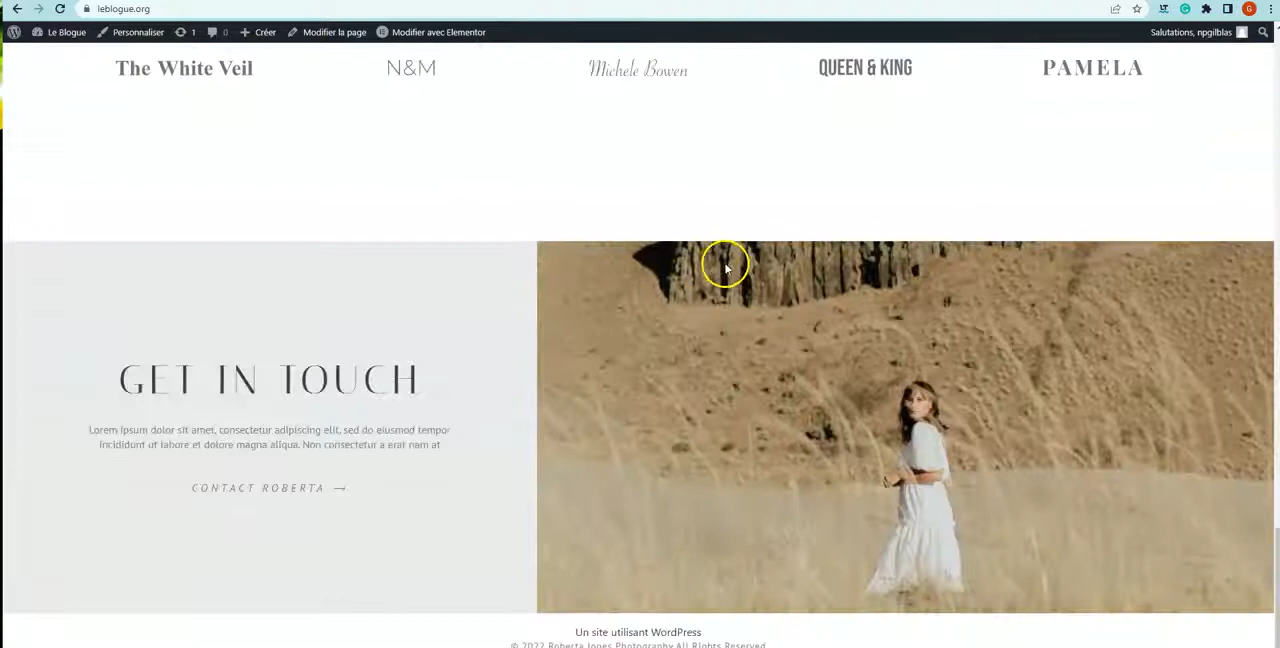 leblogue.org
Le Blogue Personnaliser 1 0 Créer Modifier la page Modifier avec Elementor Salutations, npgilblas
The White Veil N&M Michele Bowen QUEEN & KING PAMELA
GET IN TOUCH
Lorem ipsum dolor sit amet, consectetur adipiscing elit, sed do eiusmod tempor
incididunt ut labore et dolore magna aliqua. Non consectetur a erat nam at
CONTACT ROBERTA →
Un site utilisant WordPress
© 2022 Roberta Jones Photography All Rights Reserved